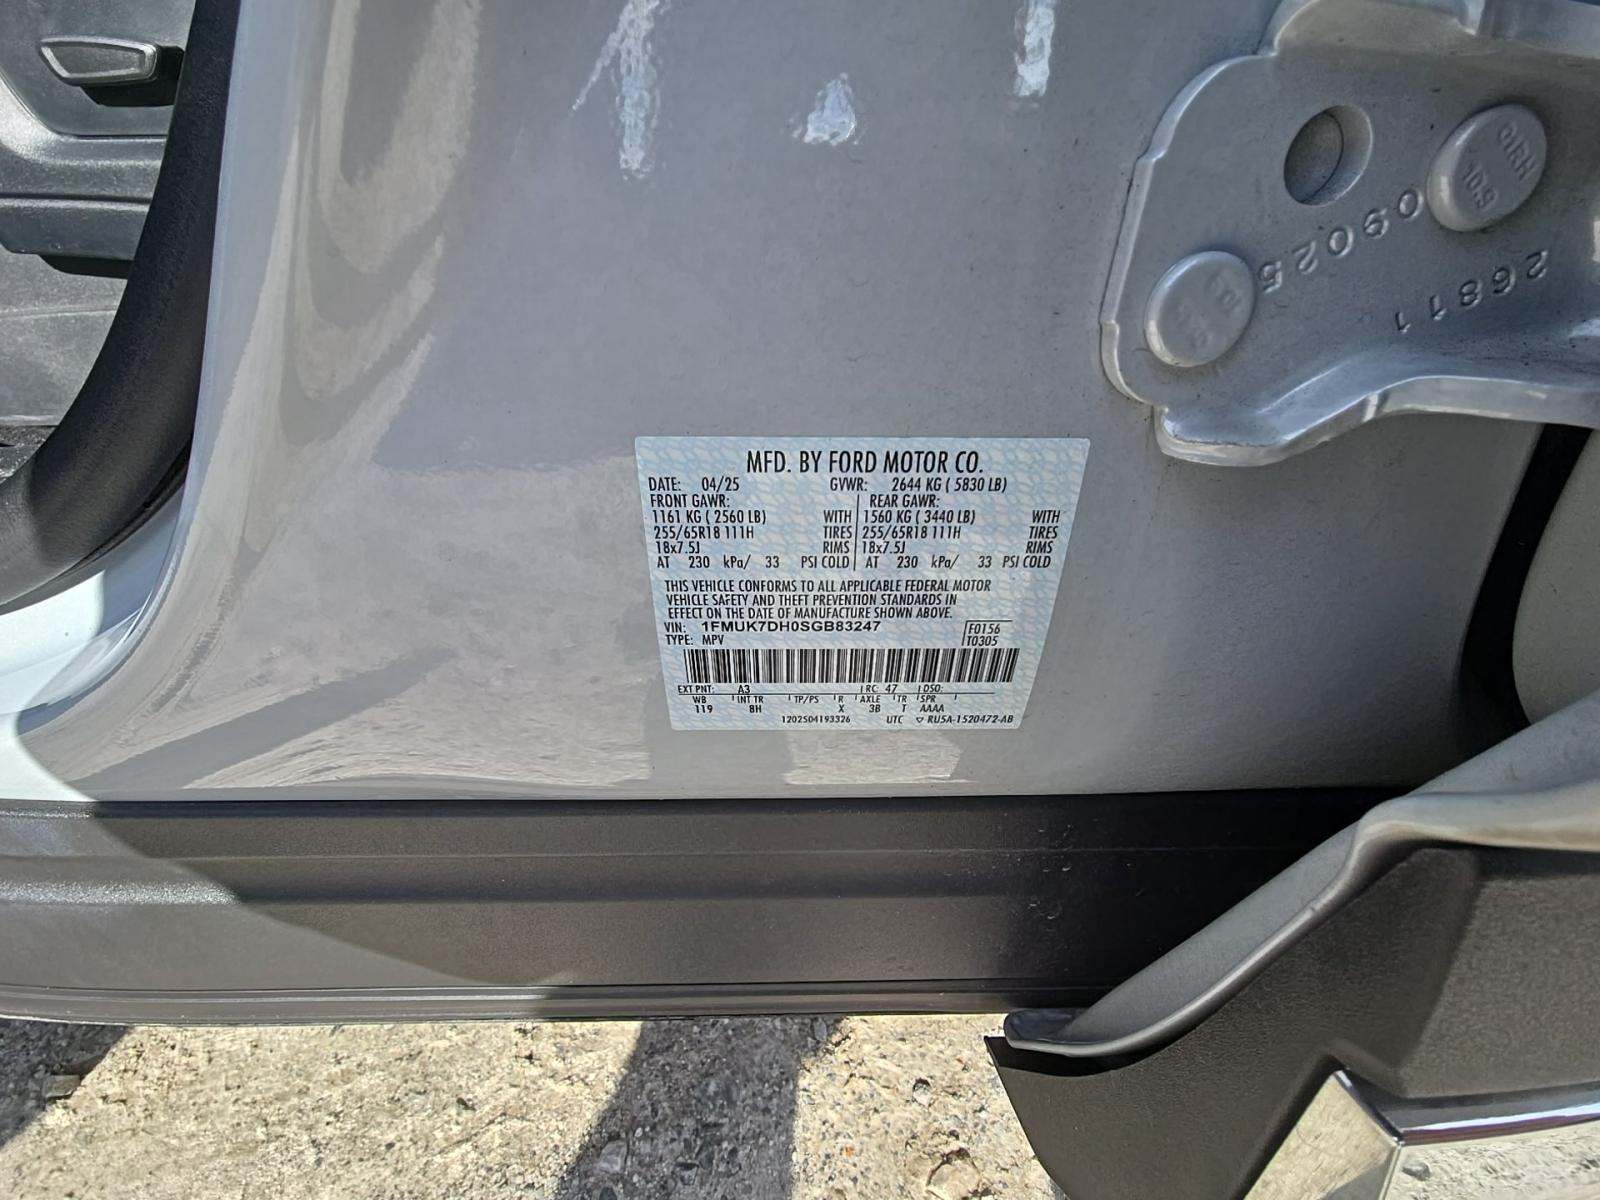 09025
26811
MFD. BY FORD MOTOR CO.
DATE: 04/25 GVWR: 2644 KG ( 5830 LB)
FRONT GAWR: REAR GAWR:
1161 KG ( 2560 LB) WITH 1560 KG ( 3440 LB) WITH
255/65R18 111H TIRES 255/65R18 111H TIRES
18x7.5J RIMS 18x7.5J RIMS
AT 230 kPa/ 33 PSI COLD AT 230 kPa/ 33 PSI COLD
THIS VEHICLE CONFORMS TO ALL APPLICABLE FEDERAL MOTOR
VEHICLE SAFETY AND THEFT PREVENTION STANDARDS IN
EFFECT ON THE DATE OF MANUFACTURE SHOWN ABOVE.
VIN: 1FMUK7DH0SGB83247 F0156
TYPE: MPV T0305
EXT PNT: A3 RC: 47 DSO:
WB INT TR TP/PS R AXLE TR SPR
119 8H X 3B T AAAA
1202504193326 UTC ▽ RU5A-1520472-AB